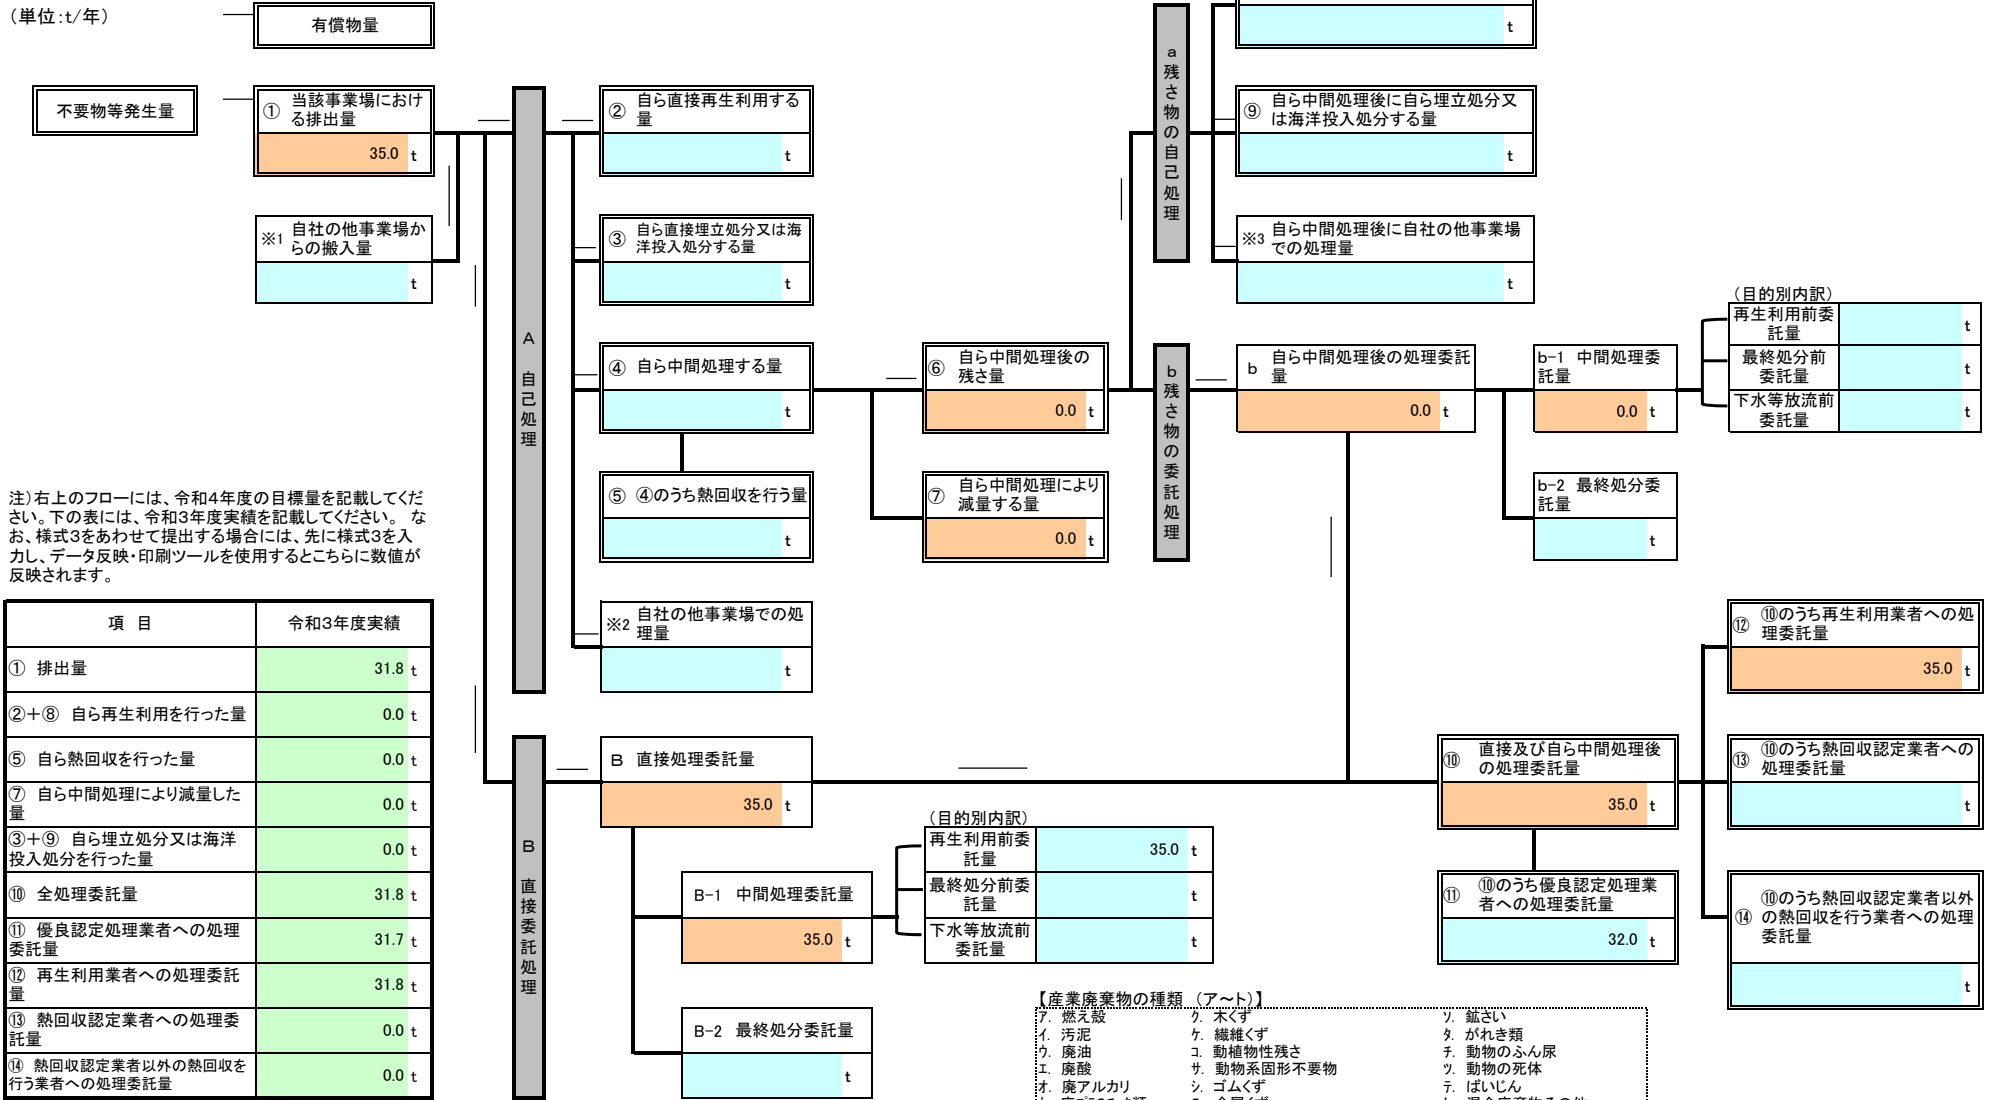 （単位:t/年）
有償物量
不要物等発生量
① 当該事業場におけ
る排出量
35.0 t
※1 自社の他事業場か
らの搬入量
t
A 自己処理
② 自ら直接再生利用する
量
t
③ 自ら直接埋立処分又は海
洋投入処分する量
t
④ 自ら中間処理する量
t
⑤ ④のうち熱回収を行う量
t
※2 自社の他事業場での処
理量
t
⑥ 自ら中間処理後の
残さ量
0.0 t
⑦ 自ら中間処理により
減量する量
0.0 t
a 残さ物の自己処理
t
⑨ 自ら中間処理後に自ら埋立処分又
は海洋投入処分する量
t
※3 自ら中間処理後に自社の他事業場
での処理量
t
b 残さ物の委託処理
b 自ら中間処理後の処理委託
量
0.0 t
b-1 中間処理委
託量
0.0 t
b-2 最終処分委
託量
t
（目的別内訳）
再生利用前委
託量
t
最終処分前
委託量
t
下水等放流前
委託量
t
注）右上のフローには、令和4年度の目標量を記載してくだ
さい。下の表には、令和3年度実績を記載してください。 な
お、様式3をあわせて提出する場合には、先に様式3を入
力し、データ反映・印刷ツールを使用するとこちらに数値が
反映されます。
項 目 令和3年度実績
① 排出量 31.8 t
②+⑧ 自ら再生利用を行った量 0.0 t
⑤ 自ら熱回収を行った量 0.0 t
⑦ 自ら中間処理により減量した
量 0.0 t
③+⑨ 自ら埋立処分又は海洋
投入処分を行った量 0.0 t
⑩ 全処理委託量 31.8 t
⑪ 優良認定処理業者への処理
委託量 31.7 t
⑫ 再生利用業者への処理委託
量 31.8 t
⑬ 熱回収認定業者への処理委
託量 0.0 t
⑭ 熱回収認定業者以外の熱回収を
行う業者への処理委託量 0.0 t
B 直接委託処理
B 直接処理委託量
35.0 t
B-1 中間処理委託量
35.0 t
B-2 最終処分委託量
t
（目的別内訳）
再生利用前委
託量
35.0 t
最終処分前委
託量
t
下水等放流前
委託量
t
⑩ 直接及び自ら中間処理後
の処理委託量
35.0 t
⑪ ⑩のうち優良認定処理業
者への処理委託量
32.0 t
⑫ ⑩のうち再生利用業者への処
理委託量
35.0 t
⑬ ⑩のうち熱回収認定業者への
処理委託量
t
⑭ ⑩のうち熱回収認定業者以外
の熱回収を行う業者への処理
委託量
t
【産業廃棄物の種類 （ア～ト）】
ア. 燃え殻 ク. 木くず ソ. 鉱さい
イ. 汚泥 ケ. 繊維くず タ. がれき類
ウ. 廃油 コ. 動植物性残さ チ. 動物のふん尿
エ. 廃酸 サ. 動物系固形不要物 ツ. 動物の死体
オ. 廃アルカリ シ. ゴムくず テ. ばいじん